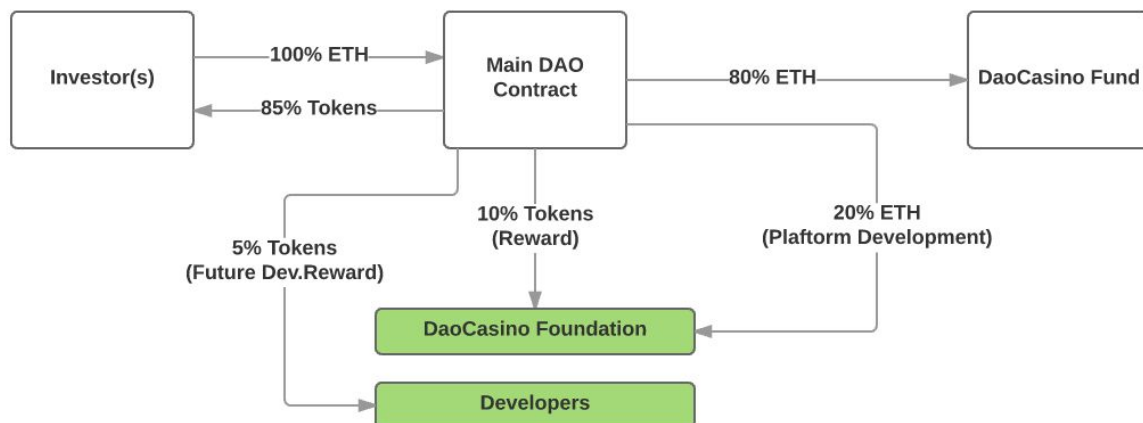 Investor(s)
100% ETH
85% Tokens
Main DAO
Contract
80% ETH
DaoCasino Fund
5% Tokens
(Future Dev.Reward)
10% Tokens
(Reward)
20% ETH
(Plaftorm Development)
DaoCasino Foundation
Developers